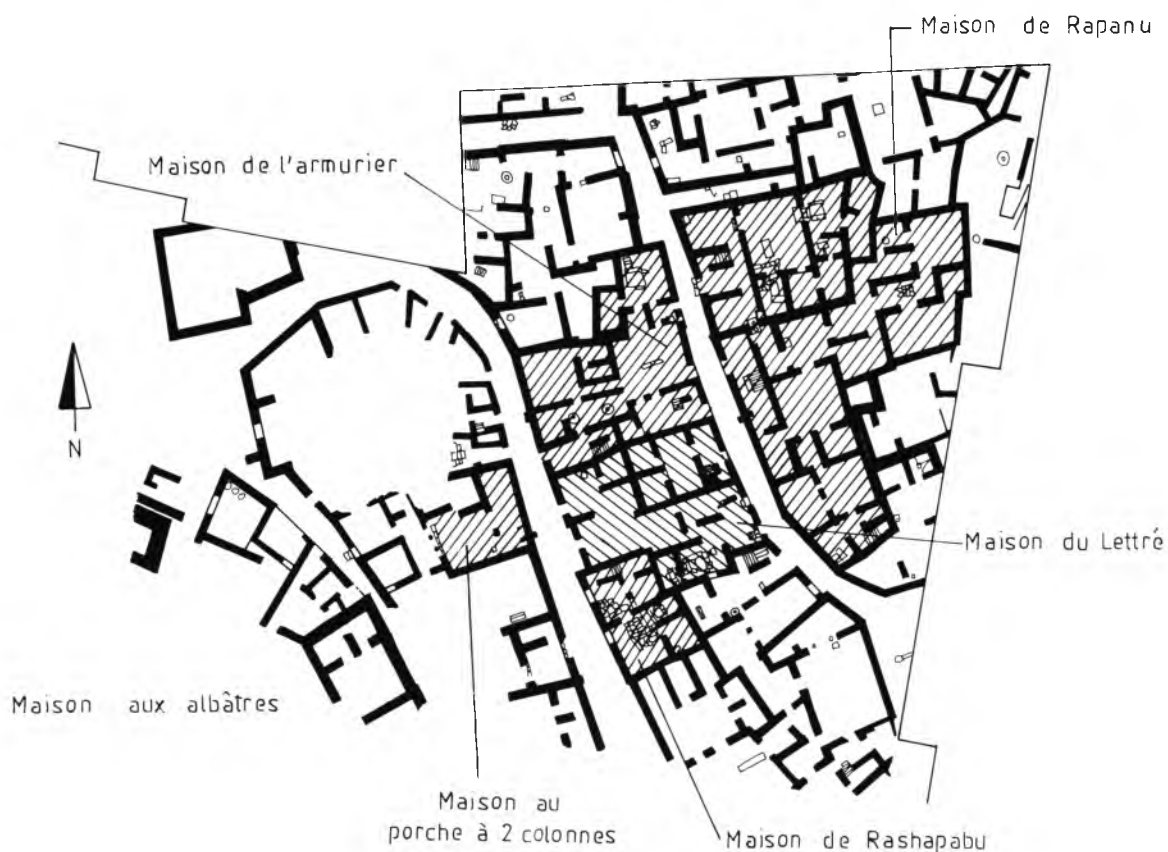 Maison de Rapanu
Maison de l'armurier
N
Maison du Lettré
Maison aux albâtres
Maison au
porche à 2 colonnes
Maison de Rashapabu